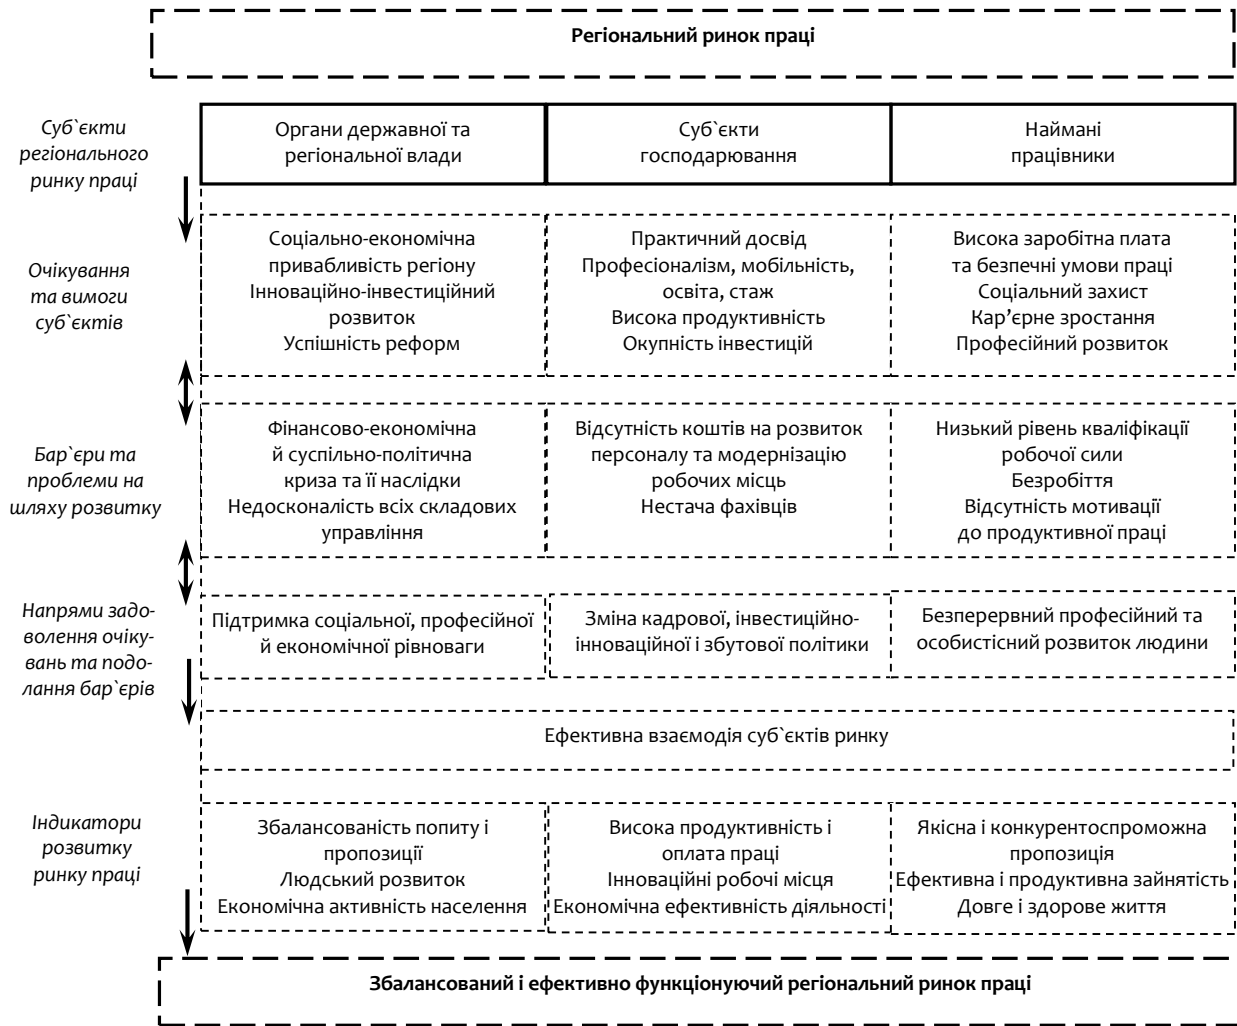 Регіональний ринок праці
Суб`єкти
регіонального
ринку праці
Органи державної та
регіональної влади
Суб`єкти
господарювання
Наймані
працівники
Очікування
та вимоги
суб`єктів
Соціально-економічна
привабливість регіону
Інноваційно-інвестиційний
розвиток
Успішність реформ
Практичний досвід
Професіоналізм, мобільність,
освіта, стаж
Висока продуктивність
Окупність інвестицій
Висока заробітна плата
та безпечні умови праці
Соціальний захист
Кар’єрне зростання
Професійний розвиток
Бар`єри та
проблеми на
шляху розвитку
Фінансово-економічна
й суспільно-політична
криза та її наслідки
Недосконалість всіх складових
управління
Відсутність коштів на розвиток
персоналу та модернізацію
робочих місць
Нестача фахівців
Низький рівень кваліфікації
робочої сили
Безробіття
Відсутність мотивації
до продуктивної праці
Напрями задо-
волення очіку-
вань та подо-
лання бар`єрів
Підтримка соціальної, професійної
й економічної рівноваги
Зміна кадрової, інвестиційно-
інноваційної і збутової політики
Безперервний професійний та
особистісний розвиток людини
Ефективна взаємодія суб`єктів ринку
Індикатори
розвитку
ринку праці
Збалансованість попиту і
пропозиції
Людський розвиток
Економічна активність населення
Висока продуктивність і
оплата праці
Інноваційні робочі місця
Економічна ефективність діяльності
Якісна і конкурентоспроможна
пропозиція
Ефективна і продуктивна зайнятість
Довге і здорове життя
Збалансований і ефективно функціонуючий регіональний ринок праці